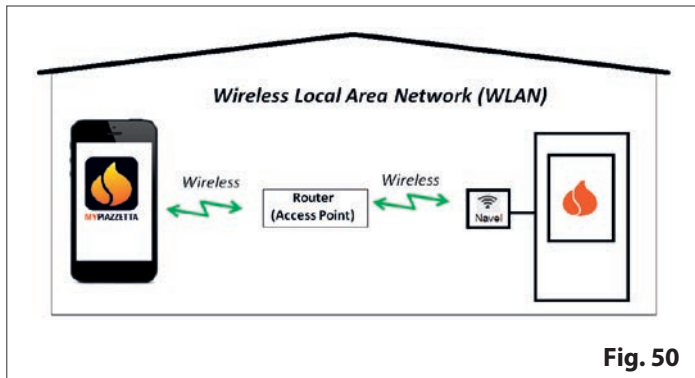 Wireless Local Area Network (WLAN)
MYPIAZZETTA
Wireless
Router
(Access Point)
Wireless
Navel
Fig. 50